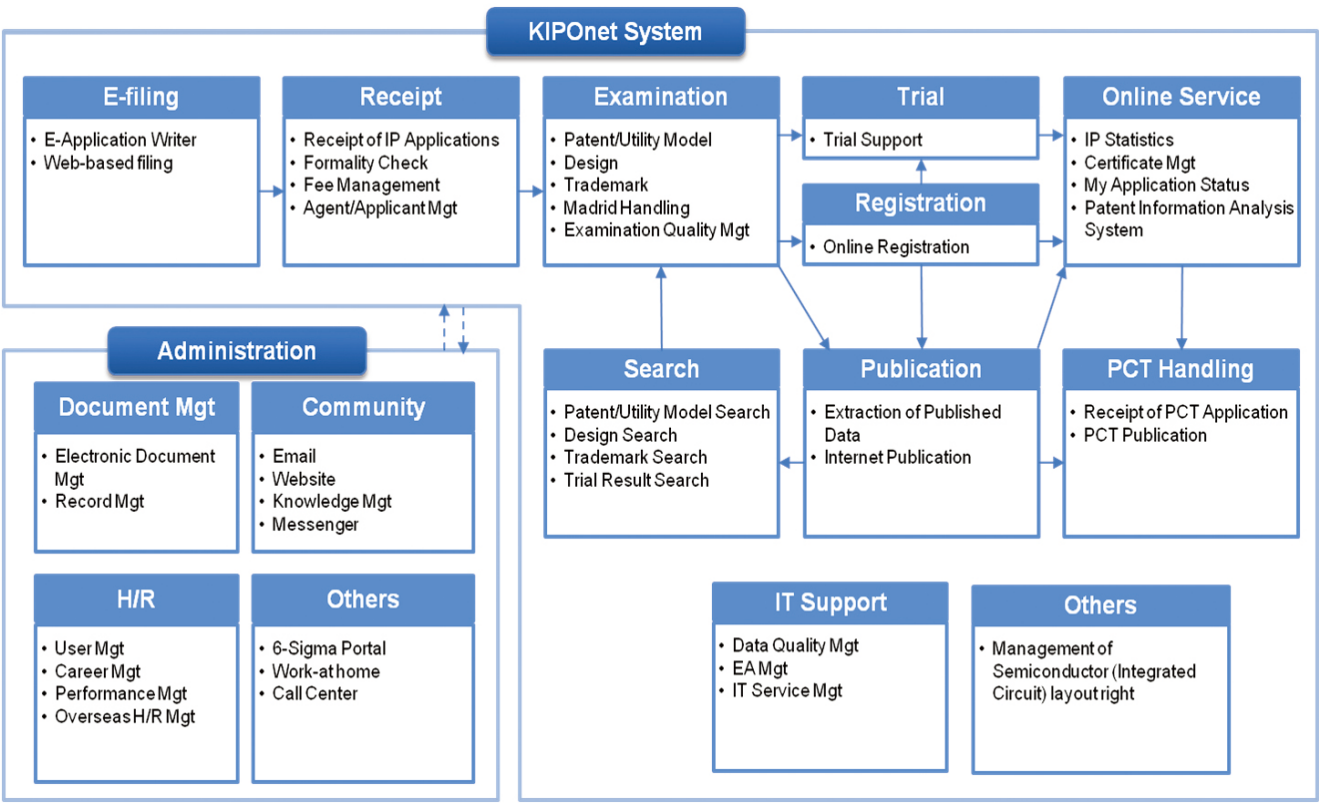 KIPOnet System
E-filing
• E-Application Writer
• Web-based filing
Receipt
• Receipt of IP Applications
• Formality Check
• Fee Management
• Agent/Applicant Mgt
Examination
• Patent/Utility Model
• Design
• Trademark
• Madrid Handling
• Examination Quality Mgt
Trial
• Trial Support
Registration
• Online Registration
Online Service
• IP Statistics
• Certificate Mgt
• My Application Status
• Patent Information Analysis
System
Search
• Patent/Utility Model Search
• Design Search
• Trademark Search
• Trial Result Search
Publication
• Extraction of Published
Data
• Internet Publication
PCT Handling
• Receipt of PCT Application
• PCT Publication
IT Support
• Data Quality Mgt
• EA Mgt
• IT Service Mgt
Others
• Management of
Semiconductor (Integrated
Circuit) layout right
Administration
Document Mgt
• Electronic Document
Mgt
• Record Mgt
Community
• Email
• Website
• Knowledge Mgt
• Messenger
H/R
• User Mgt
• Career Mgt
• Performance Mgt
• Overseas H/R Mgt
Others
• 6-Sigma Portal
• Work-at home
• Call Center